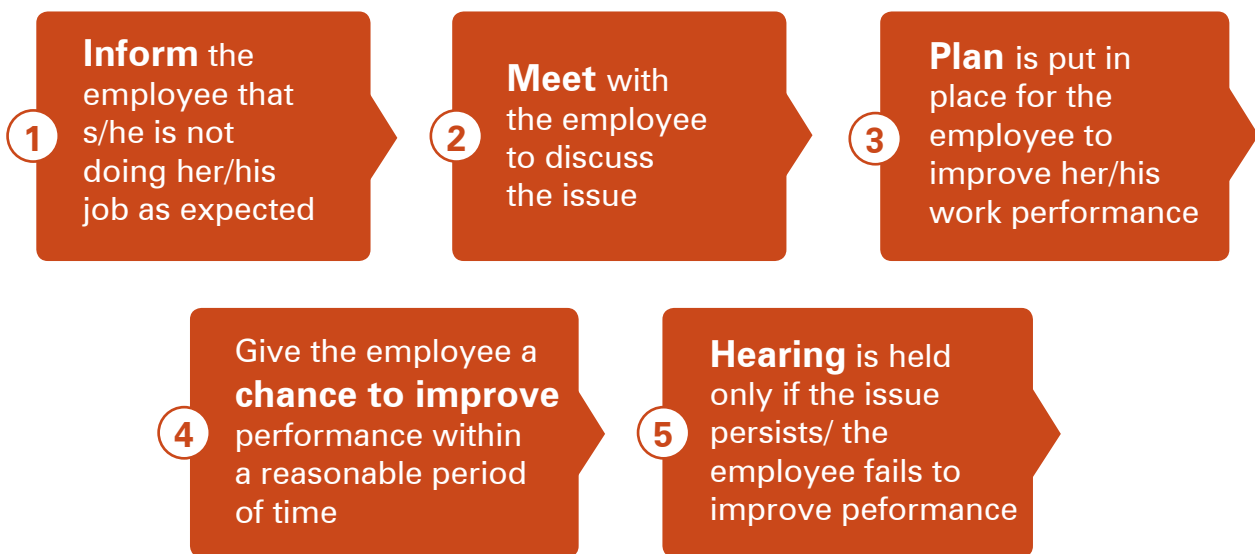 1
Inform the
employee that
s/he is not
doing her/his
job as expected
2
Meet with
the employee
to discuss
the issue
3
Plan is put in
place for the
employee to
improve her/his
work performance
4
Give the employee a
chance to improve
performance within
a reasonable period
of time
5
Hearing is held
only if the issue
persists/ the
employee fails to
improve peformance